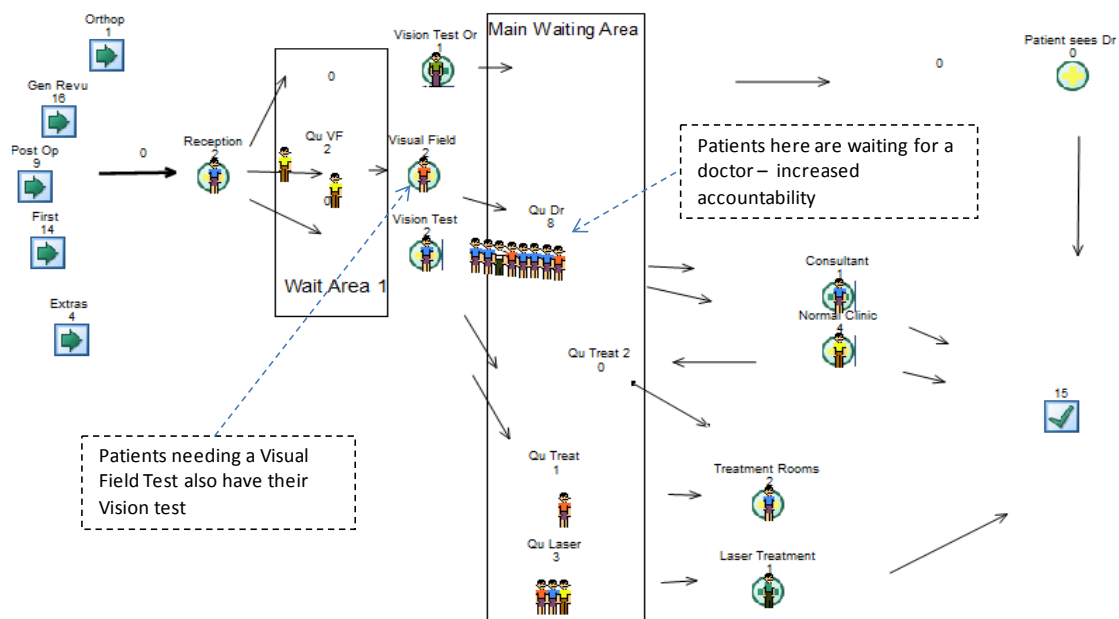 Orthop
1
Gen Revu
16
Post Op
9
0
First
14
Extras
4
Reception
2
0
Qu VF
2
0
Wait Area 1
Vision Test Or
1
Visual Field
2
Vision Test
2
Main Waiting Area
Qu Dr
8
Qu Treat 2
0
Qu Treat
1
Qu Laser
3
0
Patient sees Dr
0
Patients here are waiting for a
doctor – increased
accountability
Consultant
1
Normal Clinic
4
15
Treatment Rooms
2
Laser Treatment
1
Patients needing a Visual
Field Test also have their
Vision test